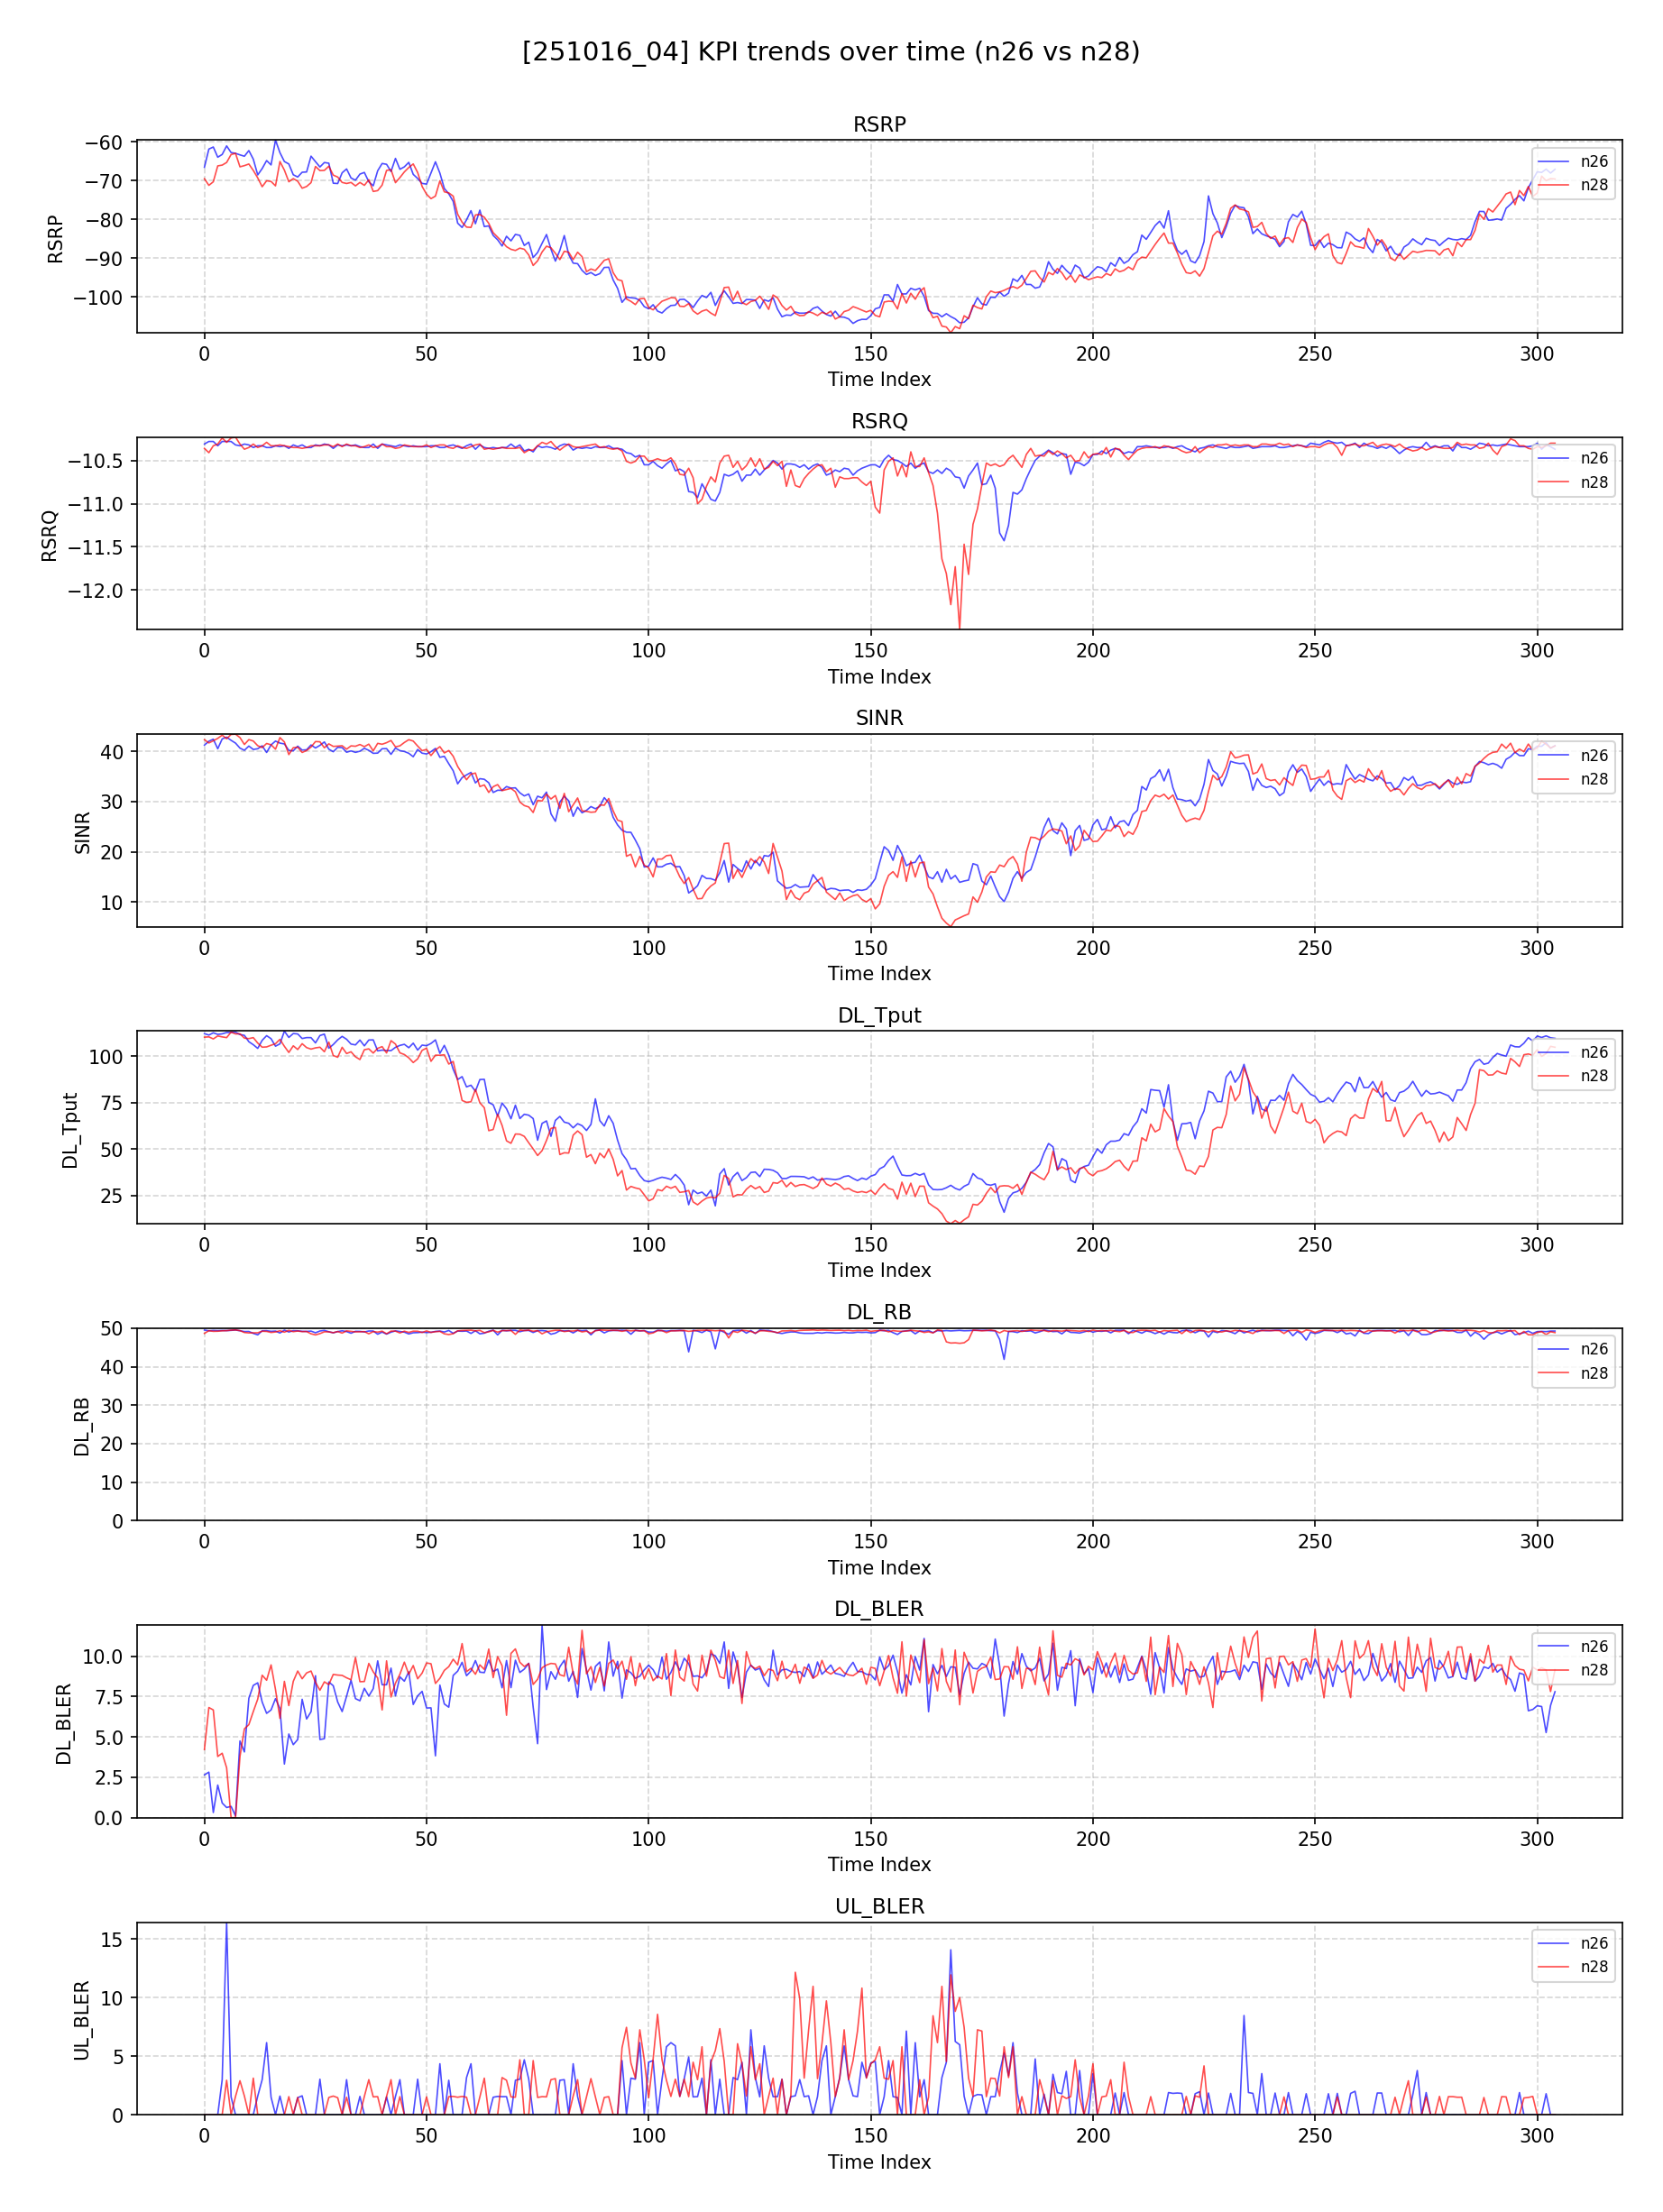 [251016_04] KPI trends over time (n26 vs n28)
RSRP
−60
−70
−80
−90
−100
RSRP
n26
n28
0 50 100 150 200 250 300
Time Index
RSRQ
−10.5
−11.0
−11.5
−12.0
RSRQ
n26
n28
0 50 100 150 200 250 300
Time Index
SINR
40
30
20
10
SINR
n26
n28
0 50 100 150 200 250 300
Time Index
DL_Tput
100
75
50
25
DL_Tput
n26
n28
0 50 100 150 200 250 300
Time Index
DL_RB
50
40
30
20
10
0
DL_RB
n26
n28
0 50 100 150 200 250 300
Time Index
DL_BLER
10.0
7.5
5.0
2.5
0.0
DL_BLER
n26
n28
0 50 100 150 200 250 300
Time Index
UL_BLER
15
10
5
0
UL_BLER
n26
n28
0 50 100 150 200 250 300
Time Index